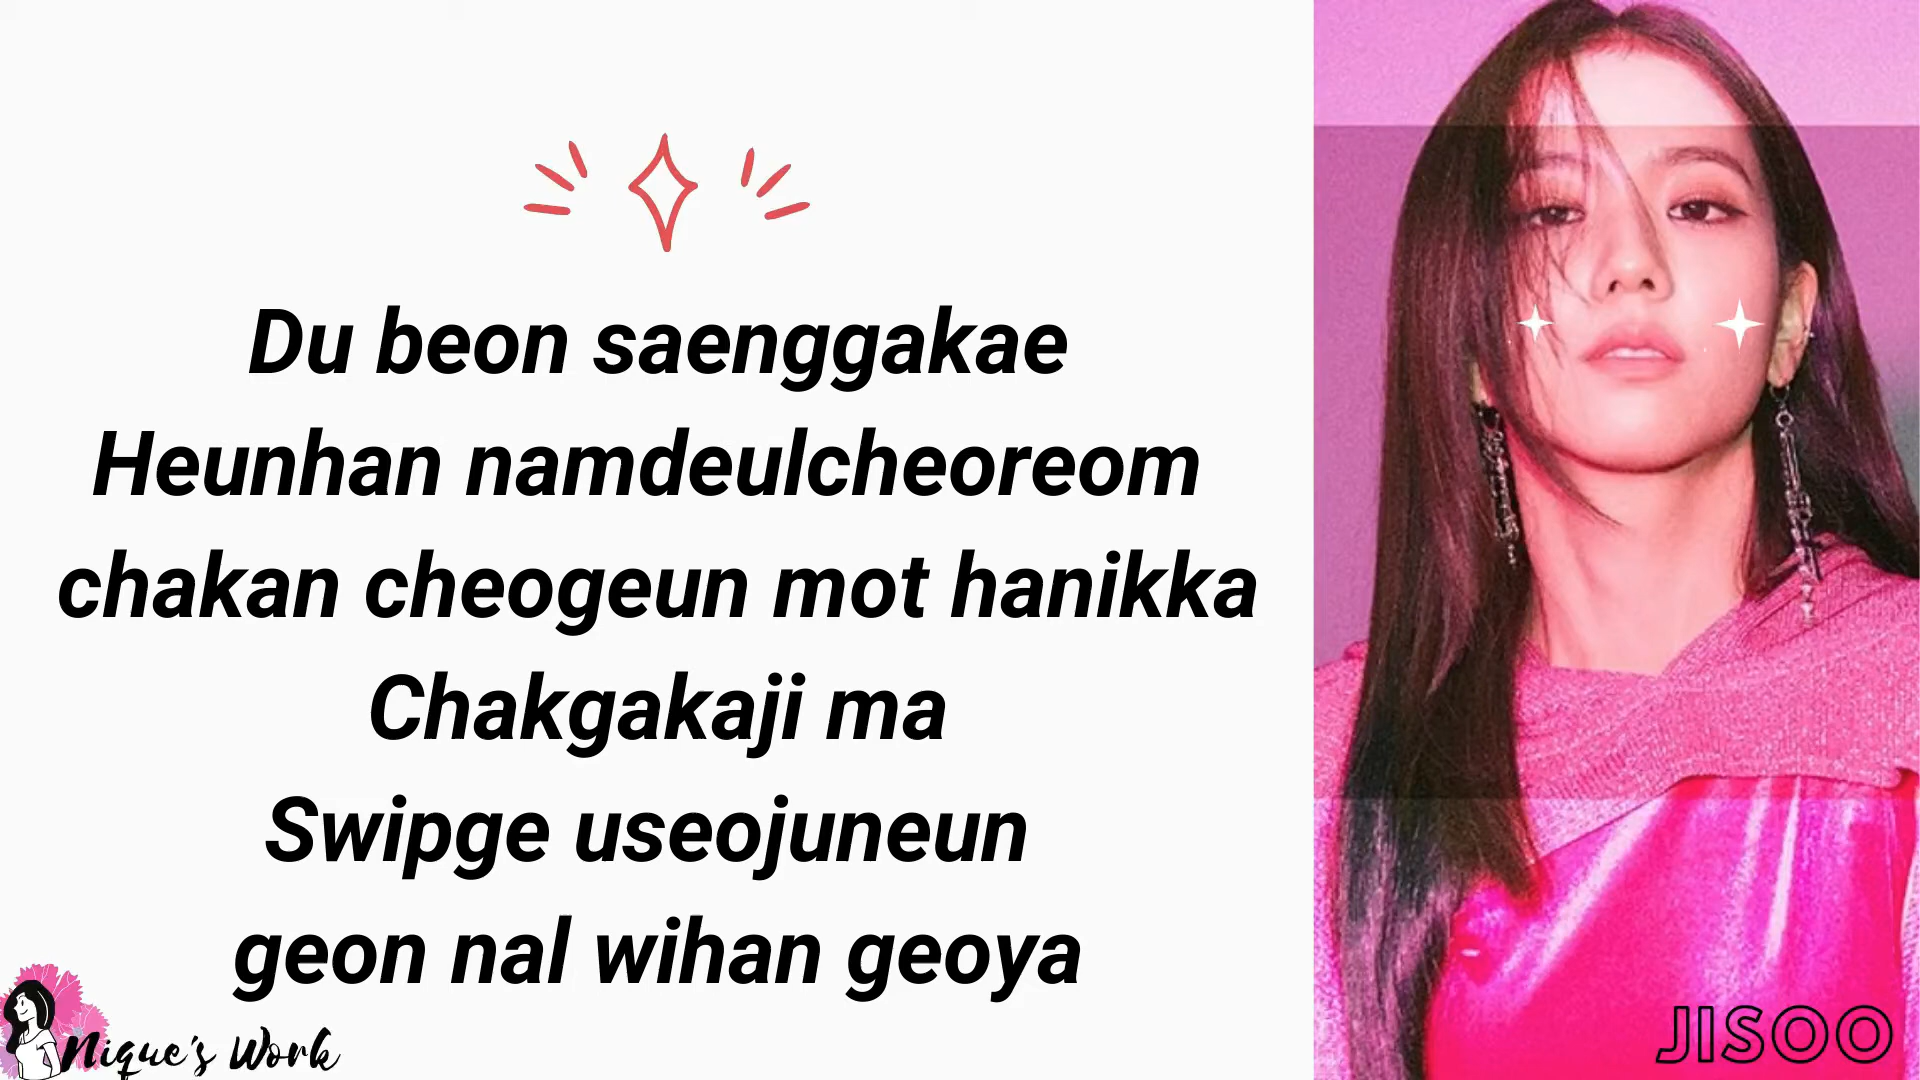 Du beon saenggakae
Heunhan namdeulcheoreom
chakan cheogeun mot hanikka
Chakgakaji ma
Swipge useojuneun
geon nal wihan geoya
Nique's Work
JISOO